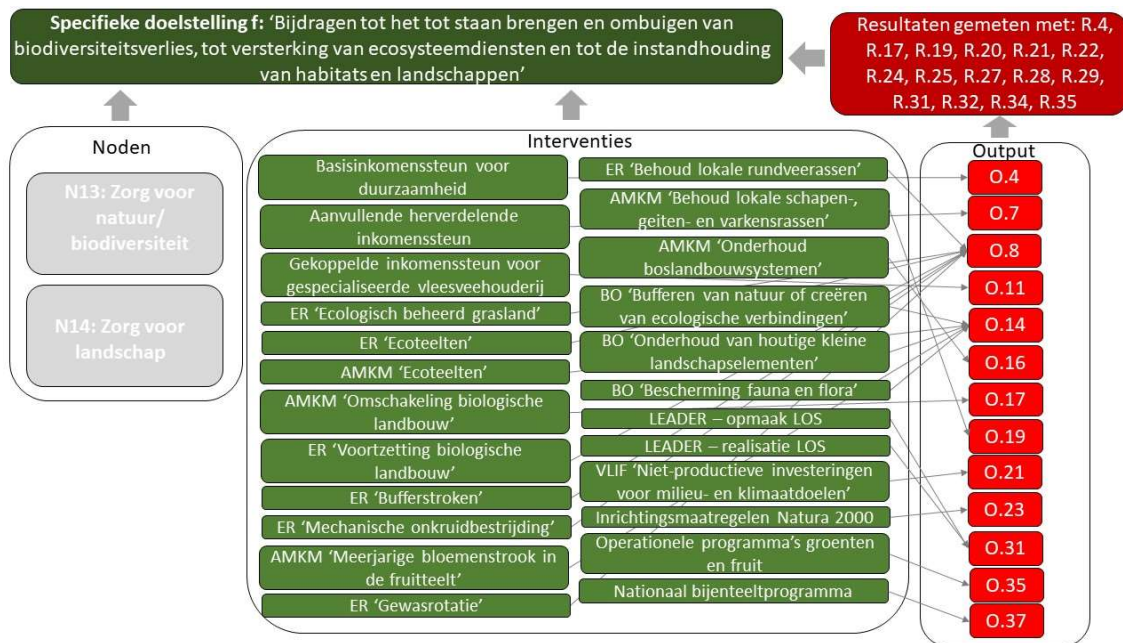 Specifieke doelstelling f: ‘Bijdragen tot het tot staan brengen en ombuigen van
biodiversiteitsverlies, tot versterking van ecosysteemdiensten en tot de instandhouding
van habitats en landschappen’
Resultaten gemeten met: R.4,
R.17, R.19, R.20, R.21, R.22,
R.24, R.25, R.27, R.28, R.29,
R.31, R.32, R.34, R.35
Noden
N13: Zorg voor
natuur/
biodiversiteit
N14: Zorg voor
landschap
Interventies
Basisinkomenssteun voor
duurzaamheid
Aanvullende herverdelende
inkomenssteun
Gekoppelde inkomenssteun voor
gespecialiseerde vleesveehouderij
ER ‘Ecologisch beheerd grasland’
ER ‘Ecoteelten’
AMKM ‘Ecoteelten’
AMKM ‘Omschakeling biologische
landbouw’
ER ‘Voortzetting biologische
landbouw’
ER ‘Bufferstroken’
ER ‘Mechanische onkruidbestrijding’
AMKM ‘Meerjarige bloemenstrook in
de fruitteelt’
ER ‘Gewasrotatie’
ER ‘Behoud lokale rundveerassen’
AMKM ‘Behoud lokale schapen-,
geiten- en varkensrassen’
AMKM ‘Onderhoud
boslandbouwsystemen’
BO ‘Bufferen van natuur of creëren
van ecologische verbindingen’
BO ‘Onderhoud van houtige kleine
landschapselementen’
BO ‘Bescherming fauna en flora’
LEADER – opmaak LOS
LEADER – realisatie LOS
VLIF ‘Niet-productieve investeringen
voor milieu- en klimaatdoelen’
Inrichtingsmaatregelen Natura 2000
Operationele programma’s groenten
en fruit
Nationaal bijenteeltprogramma
Output
O.4
O.7
O.8
O.11
O.14
O.16
O.17
O.19
O.21
O.23
O.31
O.35
O.37